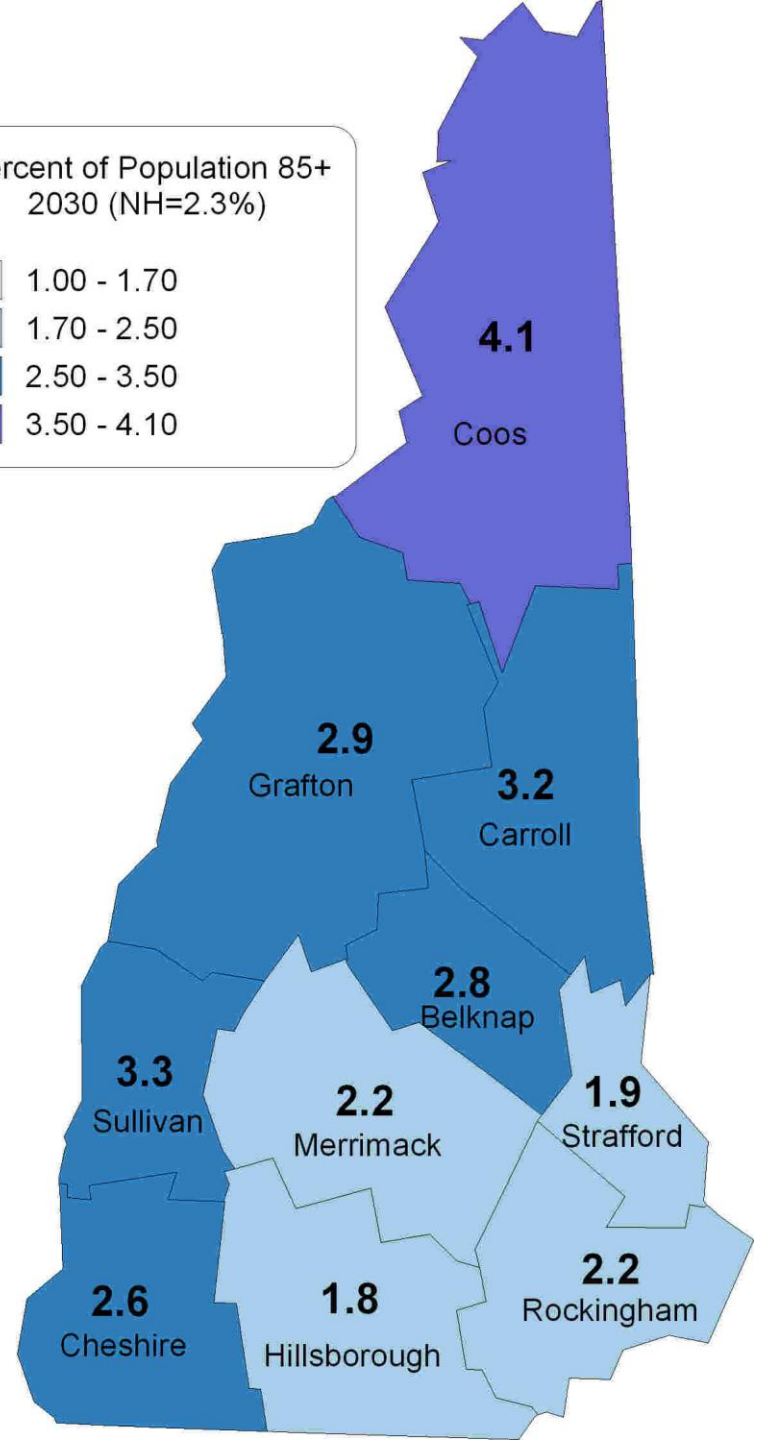 ercent of Population 85+
2030 (NH=2.3%)
1.00 - 1.70
1.70 - 2.50
2.50 - 3.50
3.50 - 4.10
4.1
Coos
2.9
Grafton
3.2
Carroll
2.8
Belknap
3.3
Sullivan
2.2
Merrimack
1.9
Strafford
2.6
Cheshire
1.8
Hillsborough
2.2
Rockingham